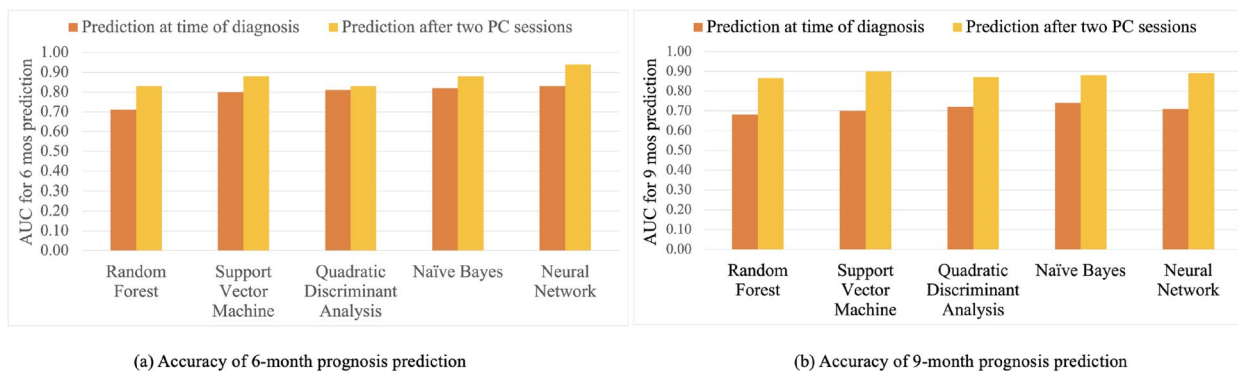 Prediction at time of diagnosis Prediction after two PC sessions
AUC for 6 mos prediction
1.00
0.90
0.80
0.70
0.60
0.50
0.40
0.30
0.20
0.10
0.00
Random
Forest
Support
Vector
Machine
Quadratic
Discriminant
Analysis
Naïve Bayes
Neural
Network
(a) Accuracy of 6-month prognosis prediction
Prediction at time of diagnosis Prediction after two PC sessions
AUC for 9 mos prediction
1.00
0.90
0.80
0.70
0.60
0.50
0.40
0.30
0.20
0.10
0.00
Random
Forest
Support
Vector
Machine
Quadratic
Discriminant
Analysis
Naïve Bayes
Neural
Network
(b) Accuracy of 9-month prognosis prediction